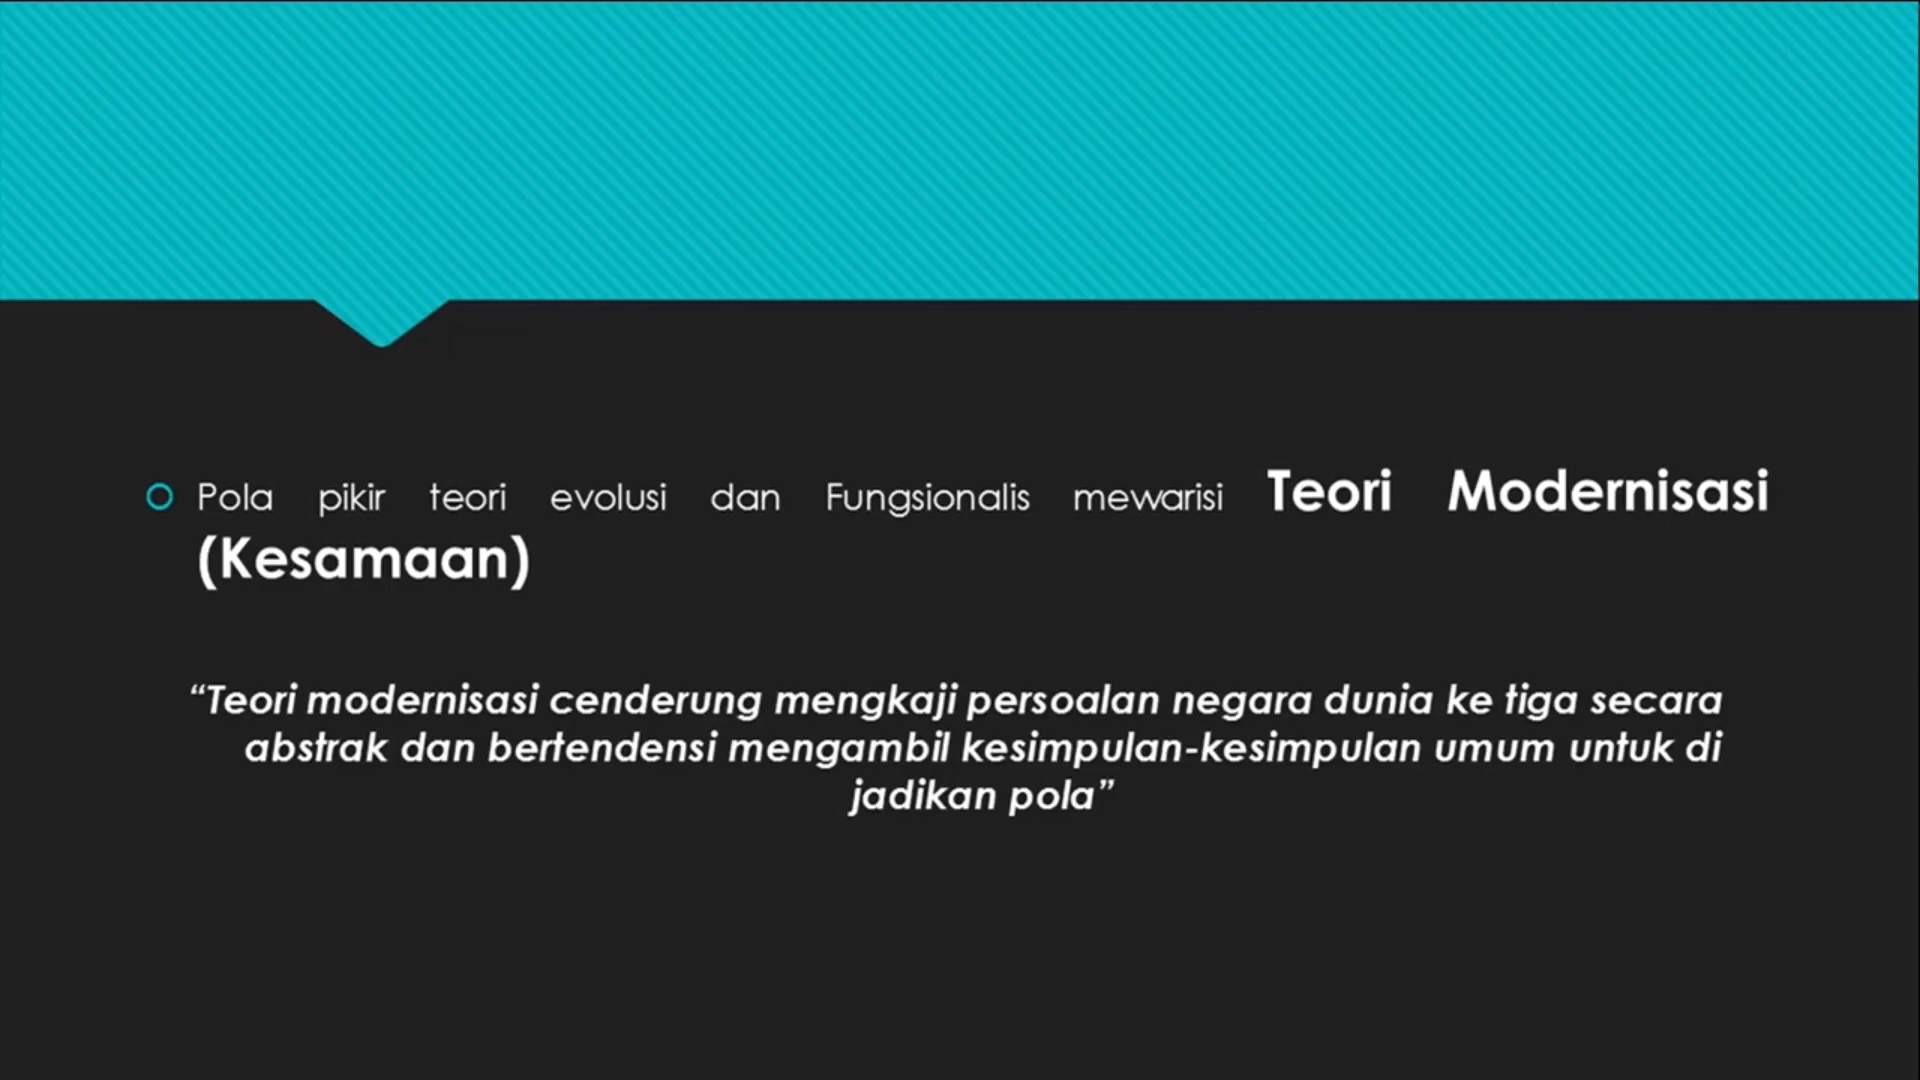 Pola pikir teori evolusi dan Fungsionalis mewarisi Teori Modernisasi
(Kesamaan)
“Teori modernisasi cenderung mengkaji persoalan negara dunia ke tiga secara
abstrak dan bertendensi mengambil kesimpulan-kesimpulan umum untuk di
jadikan pola”